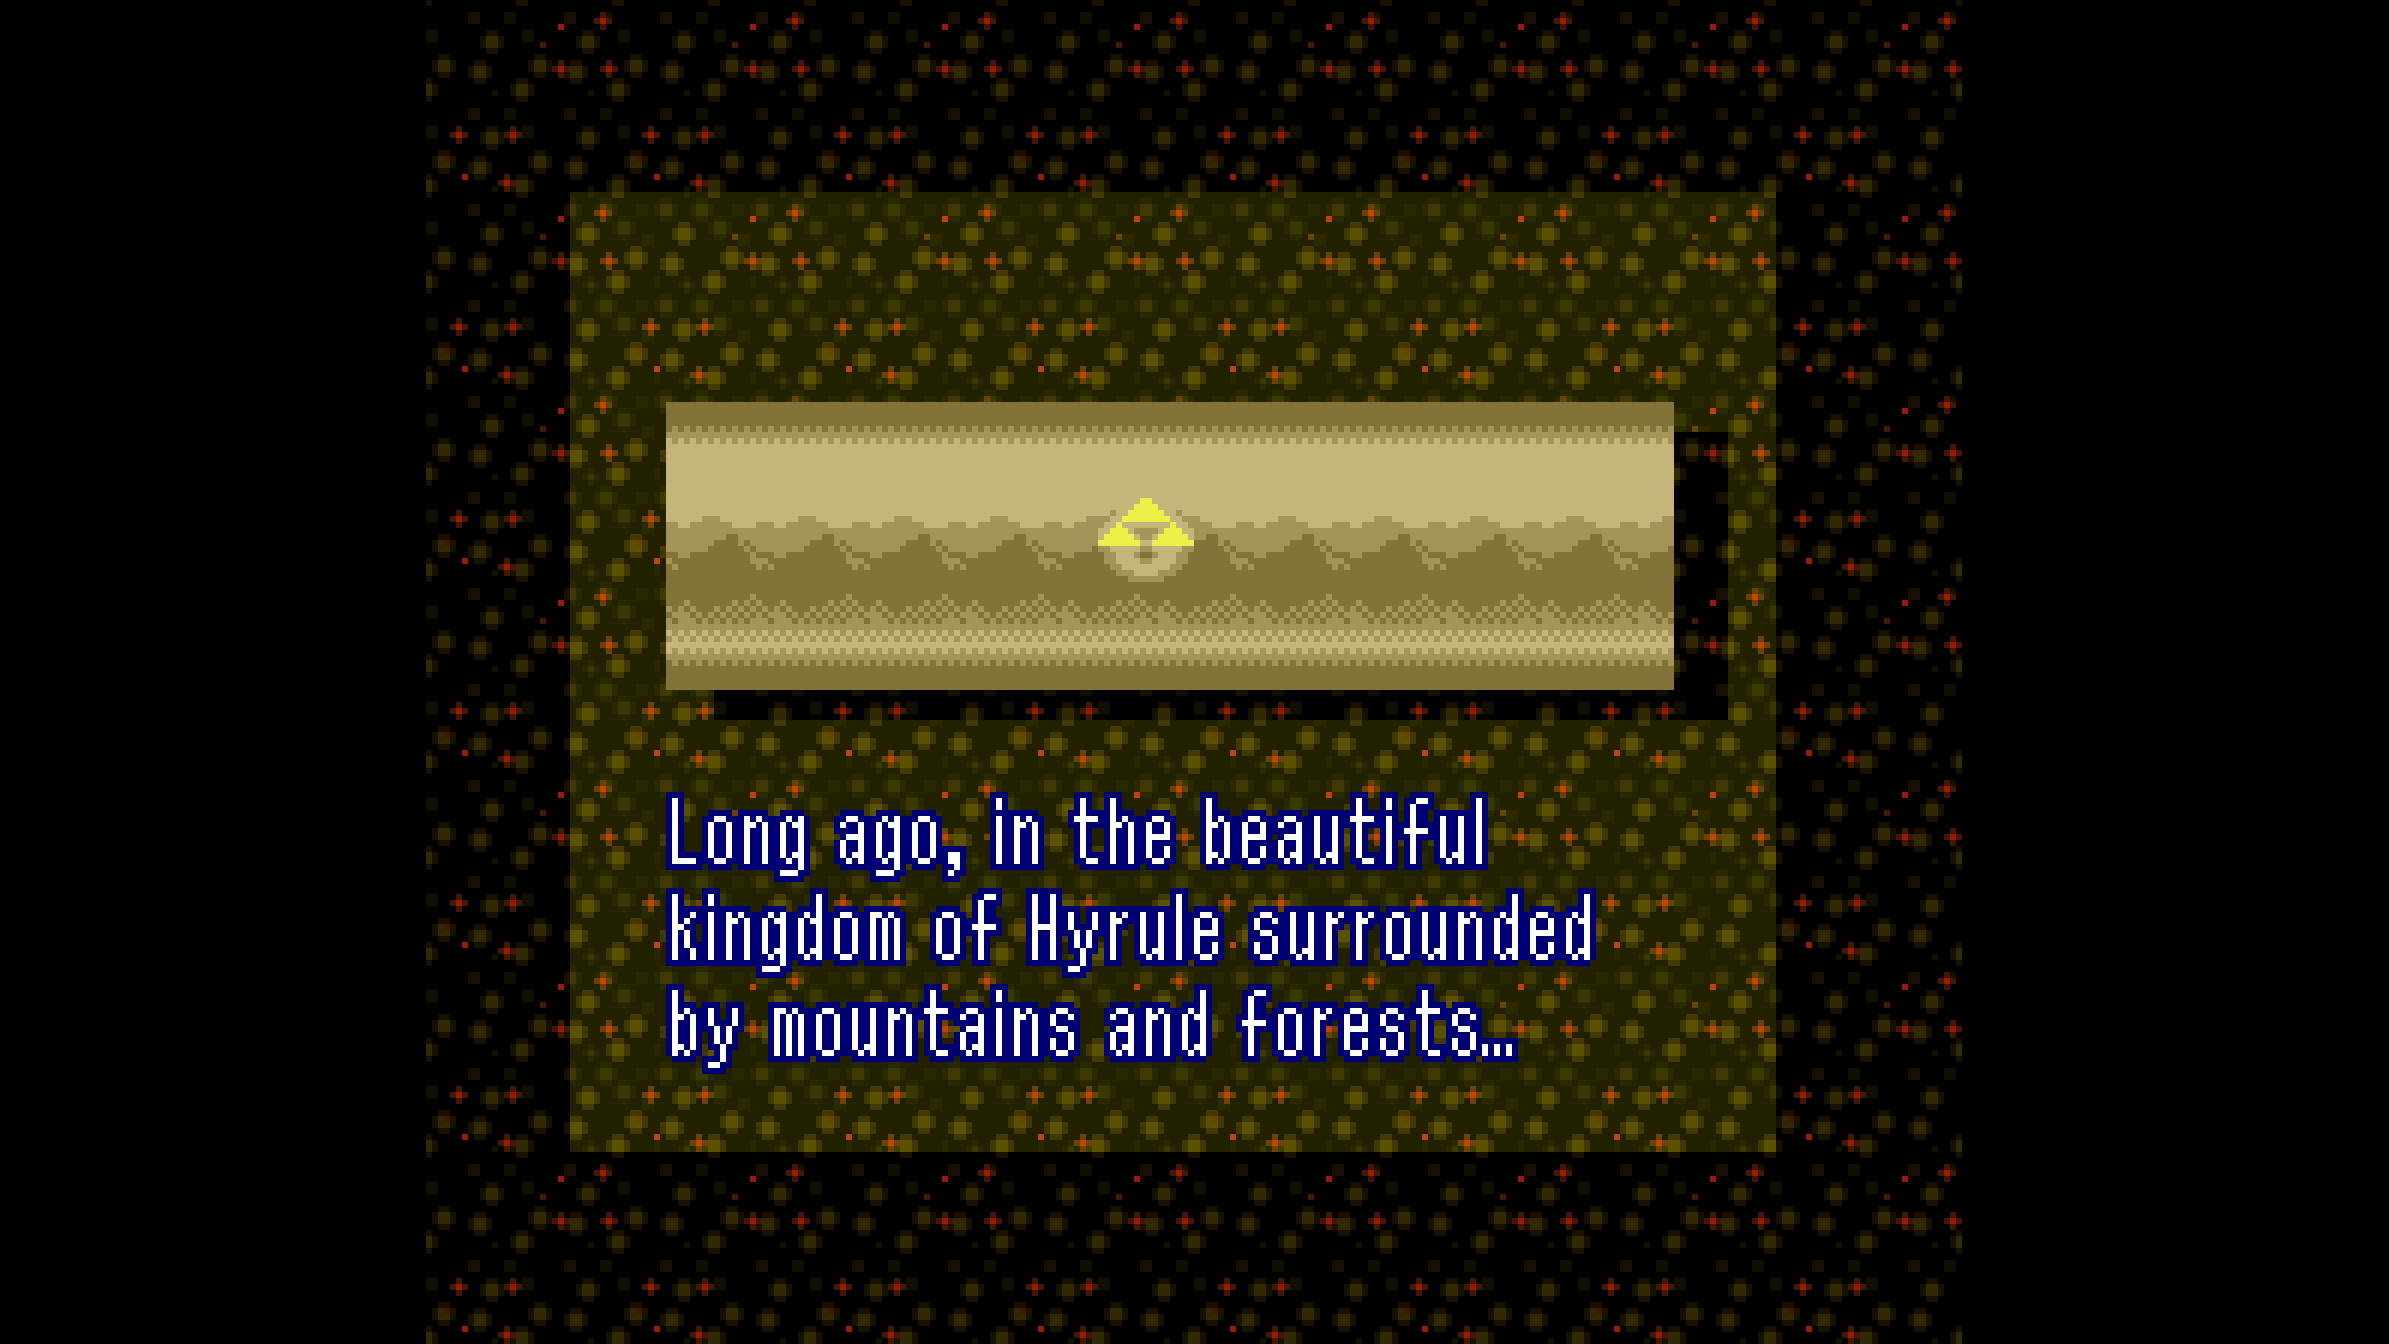 Long ago, in the beautiful
kingdom of Hyrule surrounded
by mountains and forests…